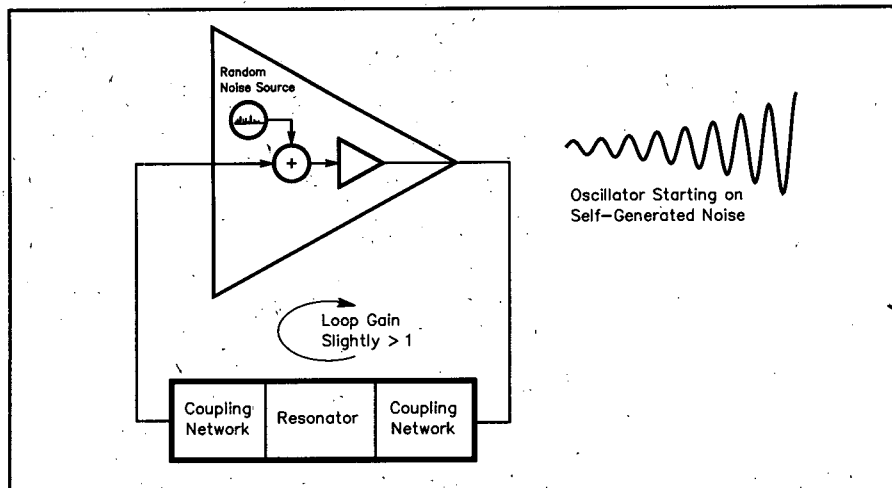 Random
Noise Source
+
Oscillator Starting on
Self-Generated Noise
Loop Gain
Slightly > 1
Coupling
Network
Resonator
Coupling
Network